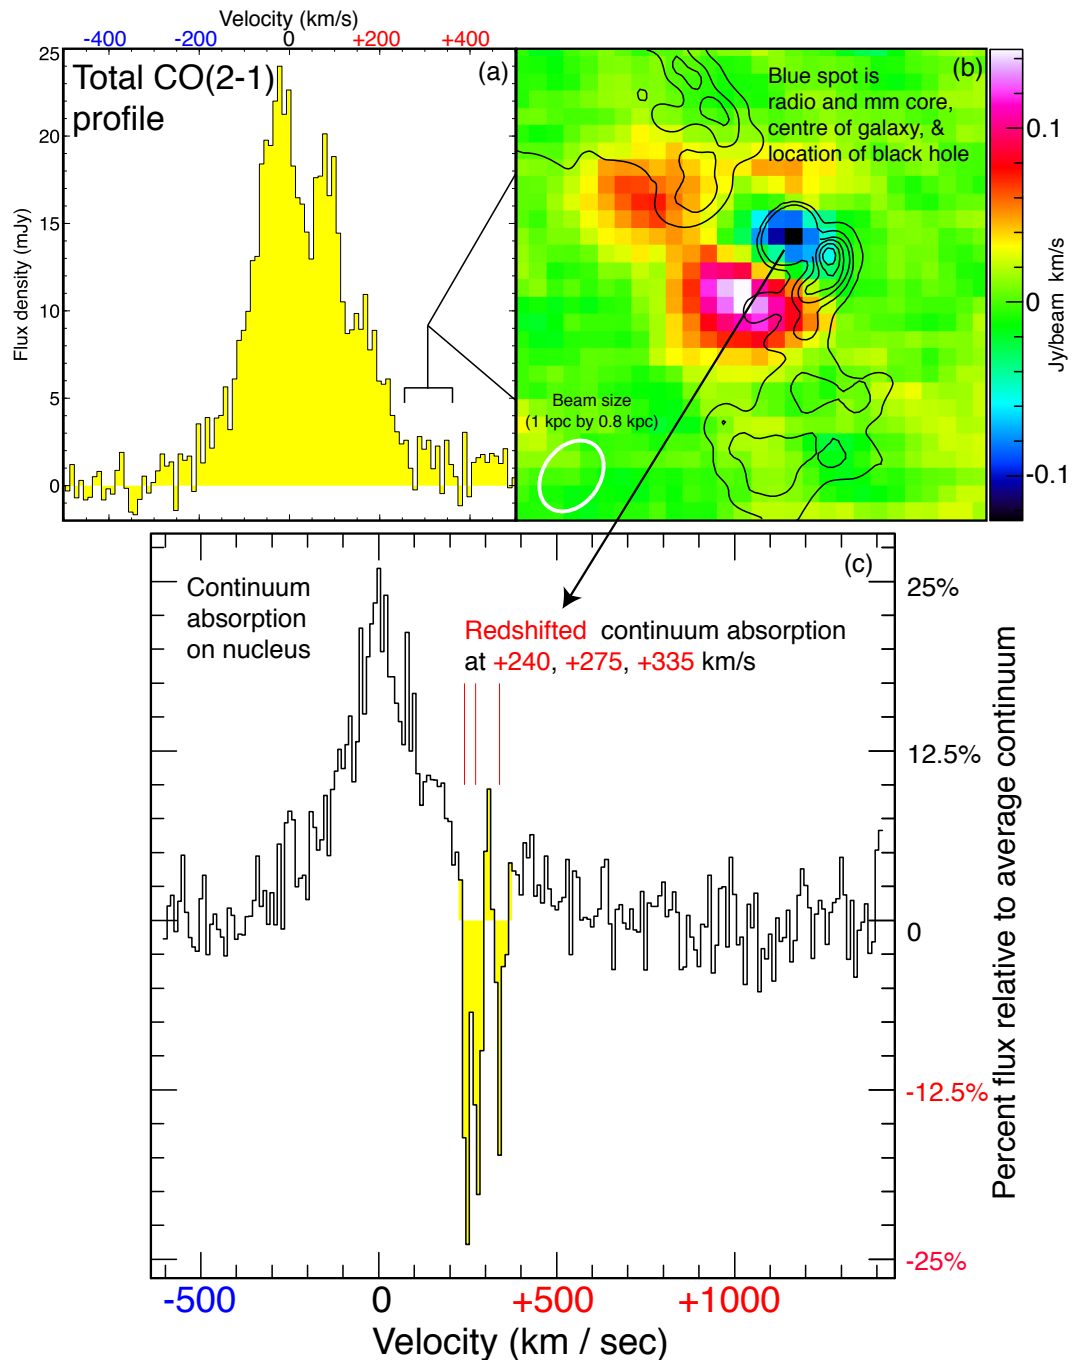 Velocity (km/s)
-400 -200 0 +200 +400
Total CO(2-1)
profile
(a)
25
20
15
10
5
0
Flux density (mJy)
(b)
Blue spot is
radio and mm core,
centre of galaxy, &
location of black hole
Beam size
(1 kpc by 0.8 kpc)
0.1
0
-0.1
Jy/beam km/s
(c)
Continuum
absorption
on nucleus
Redshifted continuum absorption
at +240, +275, +335 km/s
25%
12.5%
0
-12.5%
-25%
Percent flux relative to average continuum
-500 0 +500 +1000
Velocity (km / sec)